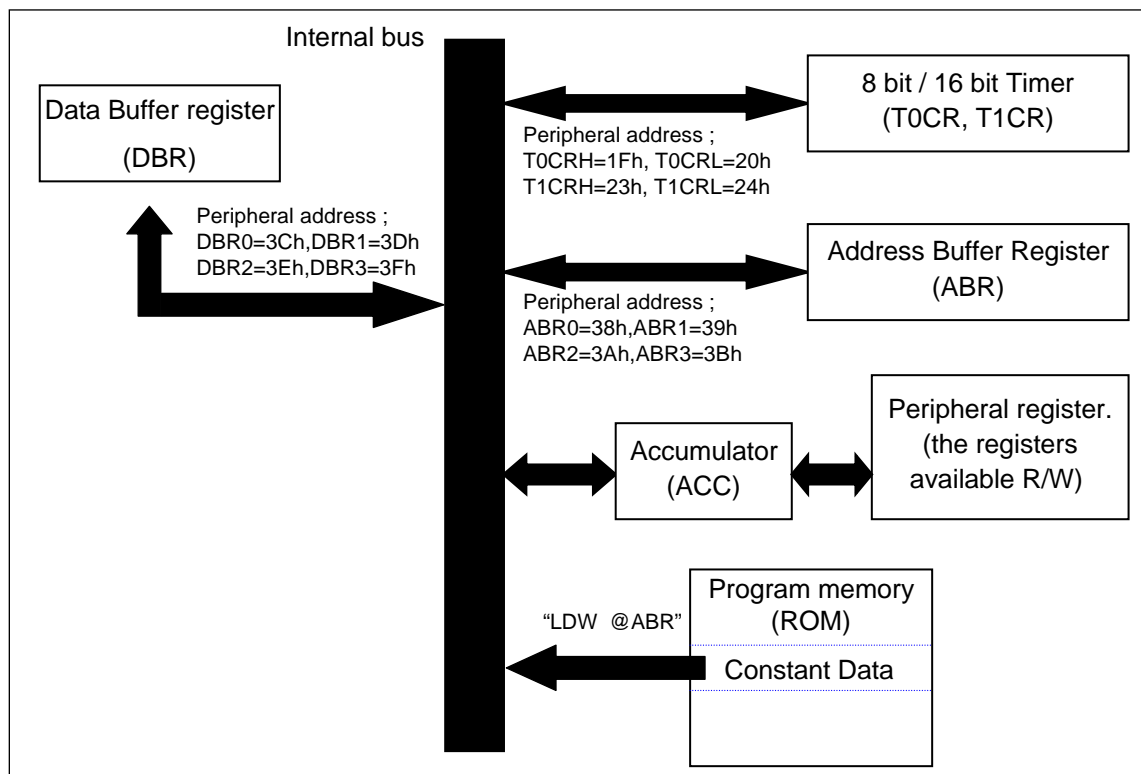 Internal bus
Data Buffer register
(DBR)
Peripheral address ;
DBR0=3Ch,DBR1=3Dh
DBR2=3Eh,DBR3=3Fh
8 bit / 16 bit Timer
(T0CR, T1CR)
Peripheral address ;
T0CRH=1Fh, T0CRL=20h
T1CRH=23h, T1CRL=24h
Address Buffer Register
(ABR)
Peripheral address ;
ABR0=38h,ABR1=39h
ABR2=3Ah,ABR3=3Bh
Accumulator
(ACC)
Peripheral register.
(the registers
available R/W)
Program memory
(ROM)
“LDW @ABR”
Constant Data